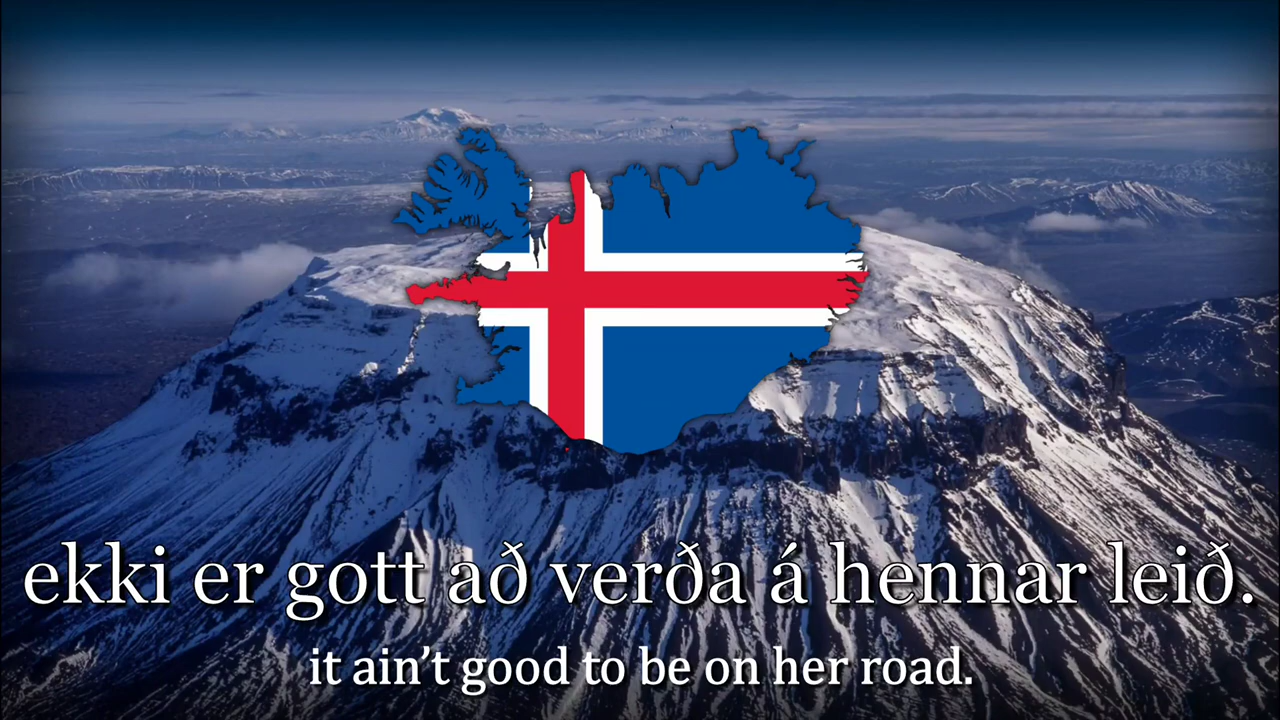 ekki er gott að verða á hennar leið.
it ain't good to be on her road.